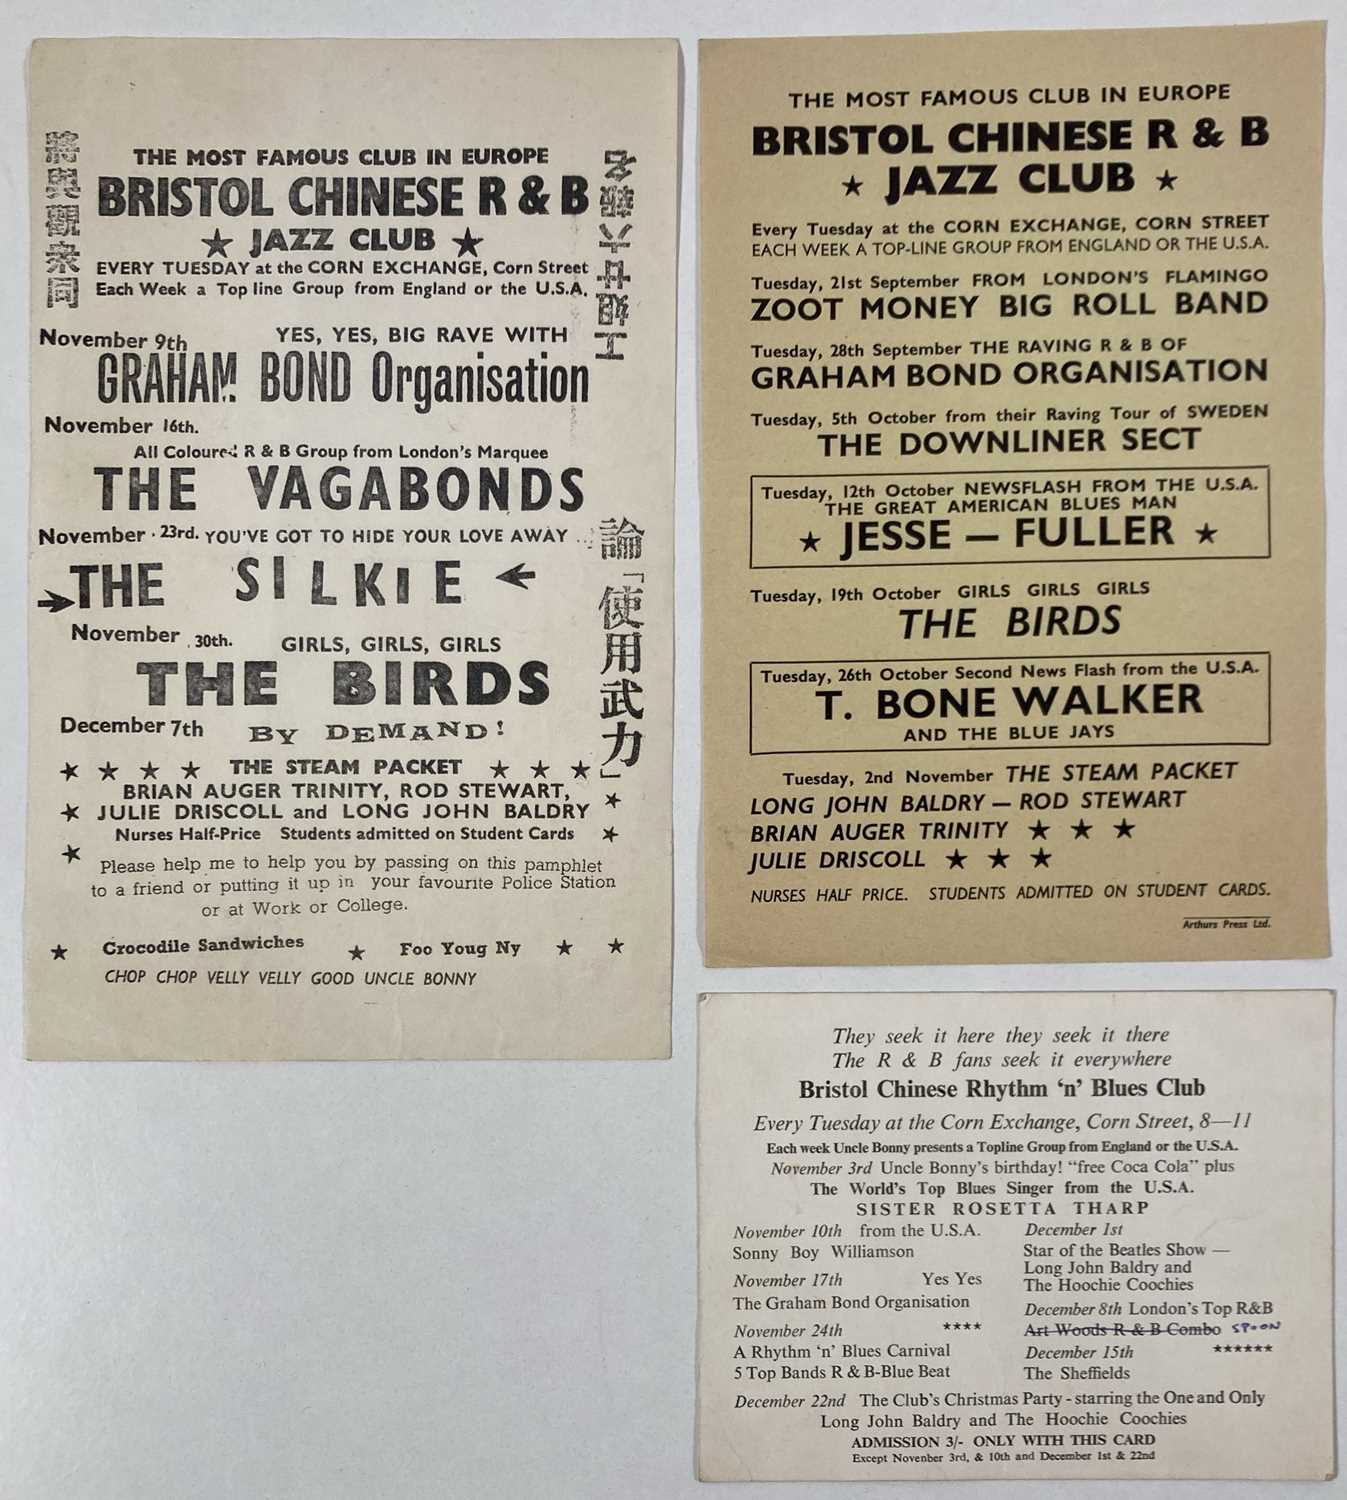 將與觀衆同
THE MOST FAMOUS CLUB IN EUROPE
BRISTOL CHINESE R & B
★ JAZZ CLUB ★
EVERY TUESDAY at the CORN EXCHANGE, Corn Street
Each Week a Top line Group from England or the U.S.A.
November 9th YES, YES, BIG RAVE WITH
GRAHAM BOND Organisation
November 16th.
All Coloured R & B Group from London's Marquee
THE VAGABONDS
November 23rd. YOU'VE GOT TO HIDE YOUR LOVE AWAY ...
THE SILKIE
November 30th. GIRLS, GIRLS, GIRLS
THE BIRDS
論「使用武力」
December 7th BY DEMAND!
★ ★ ★ ★ THE STEAM PACKET ★ ★ ★
BRIAN AUGER TRINITY, ROD STEWART,
★ JULIE DRISCOLL and LONG JOHN BALDRY ★
Nurses Half-Price Students admitted on Student Cards ★
★ Please help me to help you by passing on this pamphlet
to a friend or putting it up in your favourite Police Station
or at Work or College.
★ Crocodile Sandwiches ★ Foo Youg Ny ★ ★
CHOP CHOP VELLY VELLY GOOD UNCLE BONNY
THE MOST FAMOUS CLUB IN EUROPE
BRISTOL CHINESE R & B
★ JAZZ CLUB ★
Every Tuesday at the CORN EXCHANGE, CORN STREET
EACH WEEK A TOP-LINE GROUP FROM ENGLAND OR THE U.S.A.
Tuesday, 21st September FROM LONDON'S FLAMINGO
ZOOT MONEY BIG ROLL BAND
Tuesday, 28th September THE RAVING R & B OF
GRAHAM BOND ORGANISATION
Tuesday, 5th October from their Raving Tour of SWEDEN
THE DOWNLINER SECT
Tuesday, 12th October NEWSFLASH FROM THE U.S.A.
THE GREAT AMERICAN BLUES MAN
★ JESSE — FULLER ★
Tuesday, 19th October GIRLS GIRLS GIRLS
THE BIRDS
Tuesday, 26th October Second News Flash from the U.S.A.
T. BONE WALKER
AND THE BLUE JAYS
Tuesday, 2nd November THE STEAM PACKET
LONG JOHN BALDRY — ROD STEWART
BRIAN AUGER TRINITY ★ ★ ★
JULIE DRISCOLL ★ ★ ★
NURSES HALF PRICE. STUDENTS ADMITTED ON STUDENT CARDS.
Arthurs Press Ltd.
They seek it here they seek it there
The R & B fans seek it everywhere
Bristol Chinese Rhythm 'n' Blues Club
Every Tuesday at the Corn Exchange, Corn Street, 8—11
Each week Uncle Bonny presents a Topline Group from England or the U.S.A.
November 3rd Uncle Bonny's birthday! "free Coca Cola" plus
The World's Top Blues Singer from the U.S.A.
SISTER ROSETTA THARP
November 10th from the U.S.A.
Sonny Boy Williamson
November 17th Yes Yes
The Graham Bond Organisation
November 24th ****
A Rhythm 'n' Blues Carnival
5 Top Bands R & B-Blue Beat
December 1st
Star of the Beatles Show —
Long John Baldry and
The Hoochie Coochies
December 8th London's Top R&B
Art Woods R & B Combo SPOON
December 15th ******
The Sheffields
December 22nd The Club's Christmas Party - starring the One and Only
Long John Baldry and The Hoochie Coochies
ADMISSION 3/- ONLY WITH THIS CARD
Except November 3rd, & 10th and December 1st & 22nd